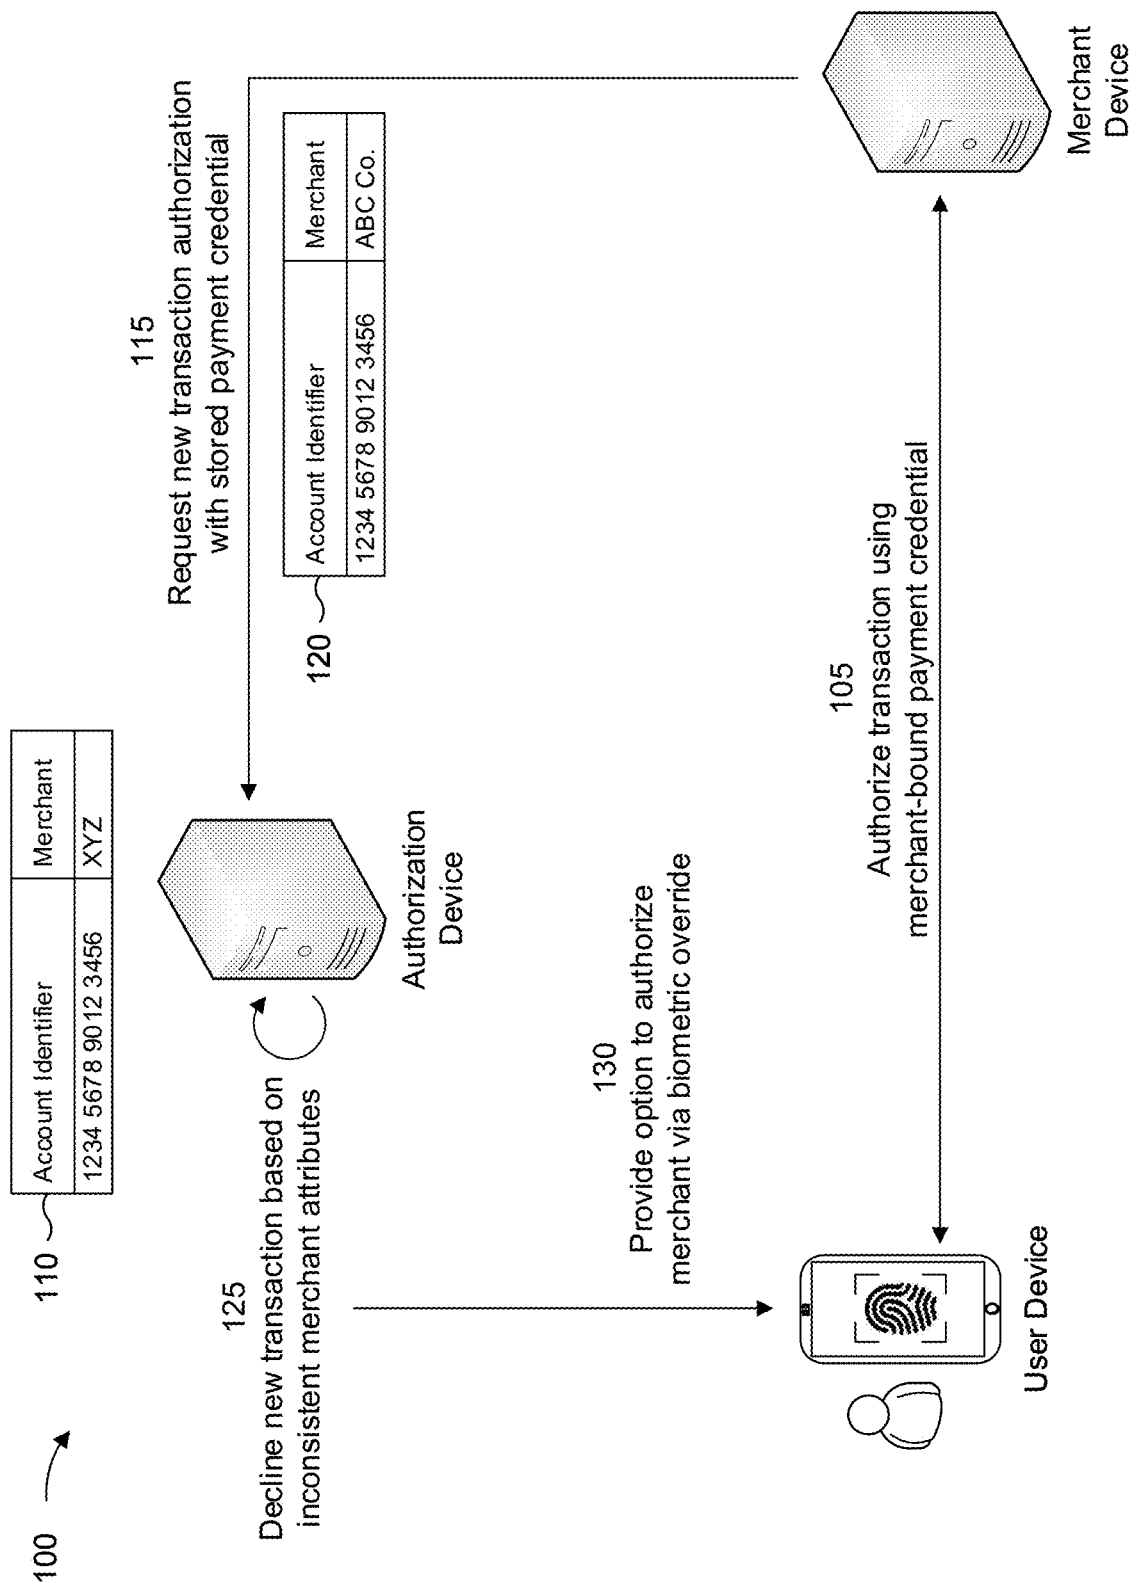 100
110
Account Identifier Merchant
1234 5678 9012 3456 XYZ
115
Request new transaction authorization
with stored payment credential
120
Account Identifier Merchant
1234 5678 9012 3456 ABC Co.
125
Decline new transaction based on
inconsistent merchant attributes
Authorization
Device
130
Provide option to authorize
merchant via biometric override
105
Authorize transaction using
merchant-bound payment credential
User Device
Merchant
Device